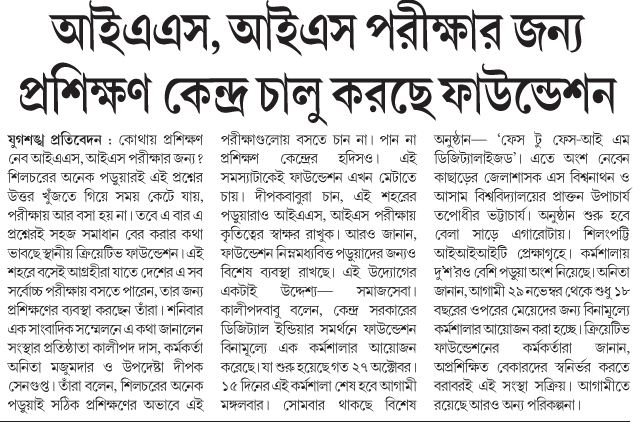 আইএএস, আইএস পরীক্ষার জন্য
প্রশিক্ষণ কেন্দ্র চালু করছে ফাউন্ডেশন
যুগশঙ্খ প্রতিবেদন : কোথায় প্রশিক্ষণ
নেব আইএএস, আইএস পরীক্ষার জন্য?
শিলচরের অনেক পড়ুয়ারই এই প্রশ্নের
উত্তর খুঁজতে গিয়ে সময় কেটে যায়,
পরীক্ষায় আর বসা হয় না। তবে এ বার এ
প্রশ্নেরই সহজ সমাধান বের করার কথা
ভাবছে স্থানীয় ক্রিয়েটিভ ফাউন্ডেশন। এই
শহরে বসেই আগ্রহীরা যাতে দেশের এ সব
সর্বোচ্চ পরীক্ষায় বসতে পারেন, তার জন্য
প্রশিক্ষণের ব্যবস্থা করছেন তাঁরা। শনিবার
এক সাংবাদিক সম্মেলনে এ কথা জানালেন
সংস্থার প্রতিষ্ঠাতা কালীপদ দাস, কর্মকর্তা
অনিতা মজুমদার ও উপদেষ্টা দীপক
সেনগুপ্ত। তাঁরা বলেন, শিলচরের অনেক
পড়ুয়াই সঠিক প্রশিক্ষণের অভাবে এই
পরীক্ষাগুলোয় বসতে চান না। পান না
প্রশিক্ষণ কেন্দ্রের হদিসও। এই
সমস্যাটাকেই ফাউন্ডেশন এখন মেটাতে
চায়। দীপকবাবুরা চান, এই শহরের
পড়ুয়ারাও আইএএস, আইএস পরীক্ষায়
কৃতিত্বের স্বাক্ষর রাখুক। আরও জানান,
ফাউন্ডেশন নিম্নমধ্যবিত্ত পড়ুয়াদের জন্যও
বিশেষ ব্যবস্থা রাখছে। এই উদ্যোগের
একটাই উদ্দেশ্য— সমাজসেবা।
কালীপদবাবু বলেন, কেন্দ্র সরকারের
ডিজিট্যাল ইন্ডিয়ার সমর্থনে ফাউন্ডেশন
বিনামূল্যে এক কর্মশালার আয়োজন
করেছে। যা শুরু হয়েছে গত ২৭ অক্টোবর।
১৫ দিনের এই কর্মশালা শেষ হবে আগামী
মঙ্গলবার। সোমবার থাকছে বিশেষ
অনুষ্ঠান— ‘ফেস টু ফেস-আই এম
ডিজিট্যালাইজড’। এতে অংশ নেবেন
কাছাড়ের জেলাশাসক এস বিশ্বনাথন ও
আসাম বিশ্ববিদ্যালয়ের প্রাক্তন উপাচার্য
তপোধীর ভট্টাচার্য। অনুষ্ঠান শুরু হবে
বেলা সাড়ে এগারোটায়। শিলংপট্টি
আইআইআইটি প্রেক্ষাগৃহে। কর্মশালায়
দু’শ’রও বেশি পড়ুয়া অংশ নিয়েছে। অনিতা
জানান, আগামী ২৯ নভেম্বর থেকে শুধু ১৮
বছরের ওপরের মেয়েদের জন্য বিনামূল্যে
কর্মশালার আয়োজন করা হচ্ছে। ক্রিয়েটিভ
ফাউন্ডেশনের কর্মকর্তারা জানান,
অপ্রশিক্ষিত বেকারদের স্বনির্ভর করতে
বরাবরই এই সংস্থা সক্রিয়। আগামীতে
রয়েছে আরও অন্য পরিকল্পনা।